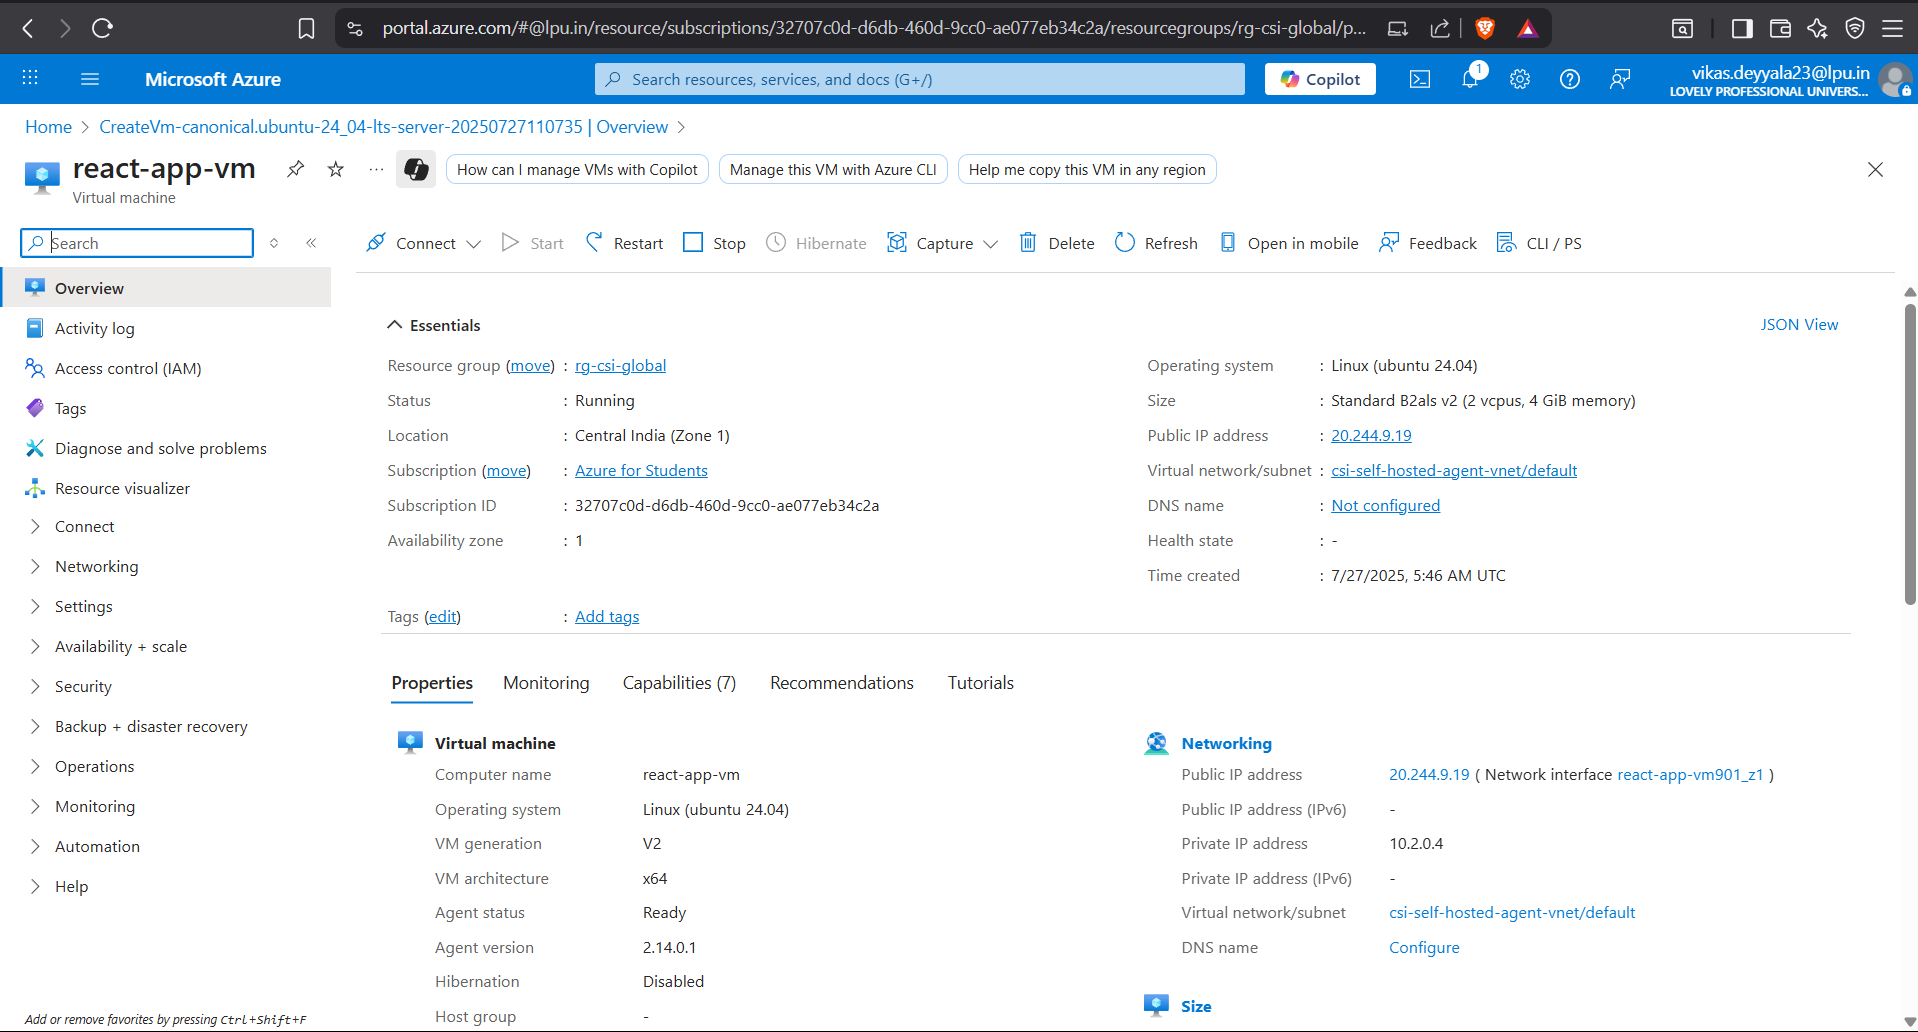 portal.azure.com/#@lpu.in/resource/subscriptions/32707c0d-d6db-460d-9cc0-ae077eb34c2a/resourcegroups/rg-csi-global/p...
Microsoft Azure
Search resources, services, and docs (G+/)
Copilot
1
vikas.deyyala23@lpu.in
LOVELY PROFESSIONAL UNIVERS...
Home > CreateVm-canonical.ubuntu-24_04-lts-server-20250727110735 | Overview >
react-app-vm
Virtual machine
How can I manage VMs with Copilot
Manage this VM with Azure CLI
Help me copy this VM in any region
Search
Connect
Start
Restart
Stop
Hibernate
Capture
Delete
Refresh
Open in mobile
Feedback
CLI / PS
Overview
Activity log
Access control (IAM)
Tags
Diagnose and solve problems
Resource visualizer
Connect
Networking
Settings
Availability + scale
Security
Backup + disaster recovery
Operations
Monitoring
Automation
Help
Add or remove favorites by pressing Ctrl+Shift+F
Essentials
JSON View
Resource group (move) : rg-csi-global
Status : Running
Location : Central India (Zone 1)
Subscription (move) : Azure for Students
Subscription ID : 32707c0d-d6db-460d-9cc0-ae077eb34c2a
Availability zone : 1
Operating system : Linux (ubuntu 24.04)
Size : Standard B2als v2 (2 vcpus, 4 GiB memory)
Public IP address : 20.244.9.19
Virtual network/subnet : csi-self-hosted-agent-vnet/default
DNS name : Not configured
Health state : -
Time created : 7/27/2025, 5:46 AM UTC
Tags (edit) : Add tags
Properties
Monitoring
Capabilities (7)
Recommendations
Tutorials
Virtual machine
Computer name react-app-vm
Operating system Linux (ubuntu 24.04)
VM generation V2
VM architecture x64
Agent status Ready
Agent version 2.14.0.1
Hibernation Disabled
Host group -
Networking
Public IP address 20.244.9.19 ( Network interface react-app-vm901_z1 )
Public IP address (IPv6) -
Private IP address 10.2.0.4
Private IP address (IPv6) -
Virtual network/subnet csi-self-hosted-agent-vnet/default
DNS name Configure
Size